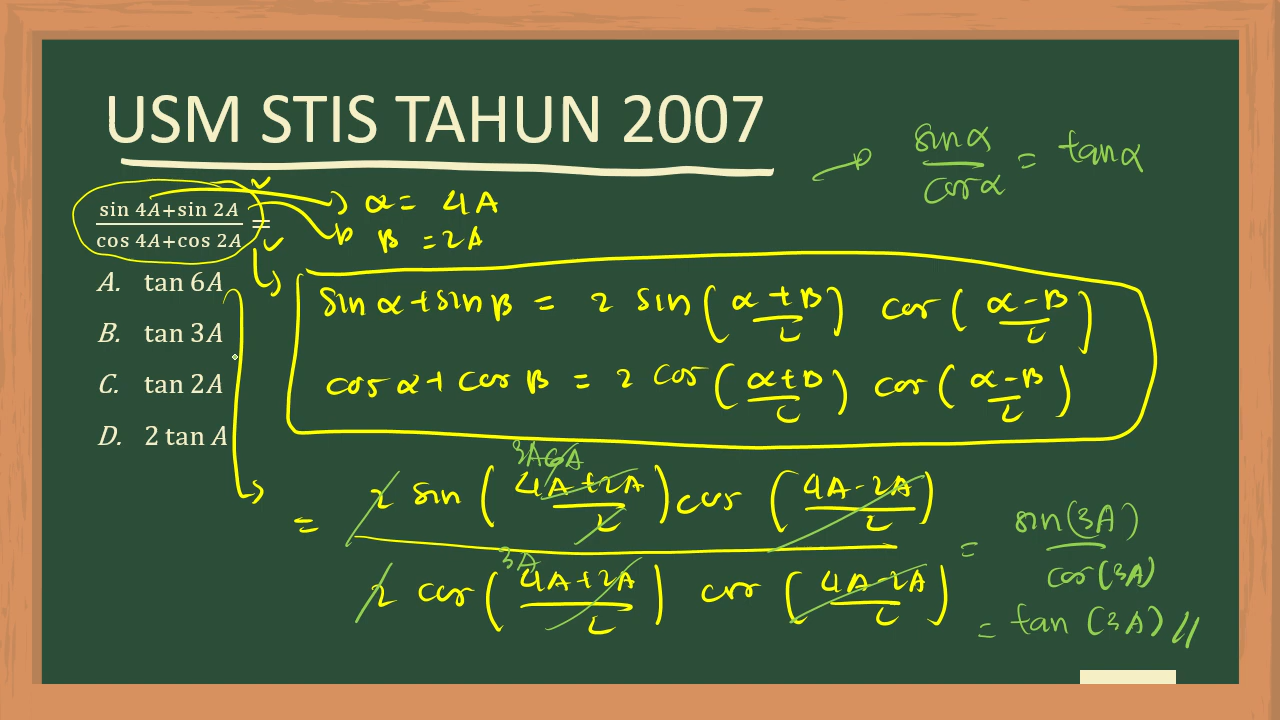 USM STIS TAHUN 2007
sin 4A+sin 2A
cos 4A+cos 2A
=
A. tan 6A
B. tan 3A
C. tan 2A
D. 2 tan A
α = 4A
β = 2A
sin α / cos α = tan α
sin α + sin β = 2 sin ( (α + β) / 2 ) cos ( (α - β) / 2 )
cos α + cos β = 2 cos ( (α + β) / 2 ) cos ( (α - β) / 2 )
3A 6A
= 2 sin ( (4A + 2A) / 2 ) cos ( (4A - 2A) / 2 )
3A
2 cos ( (4A + 2A) / 2 ) cos ( (4A - 2A) / 2 )
= sin (3A) / cos (3A)
= tan (3A) //